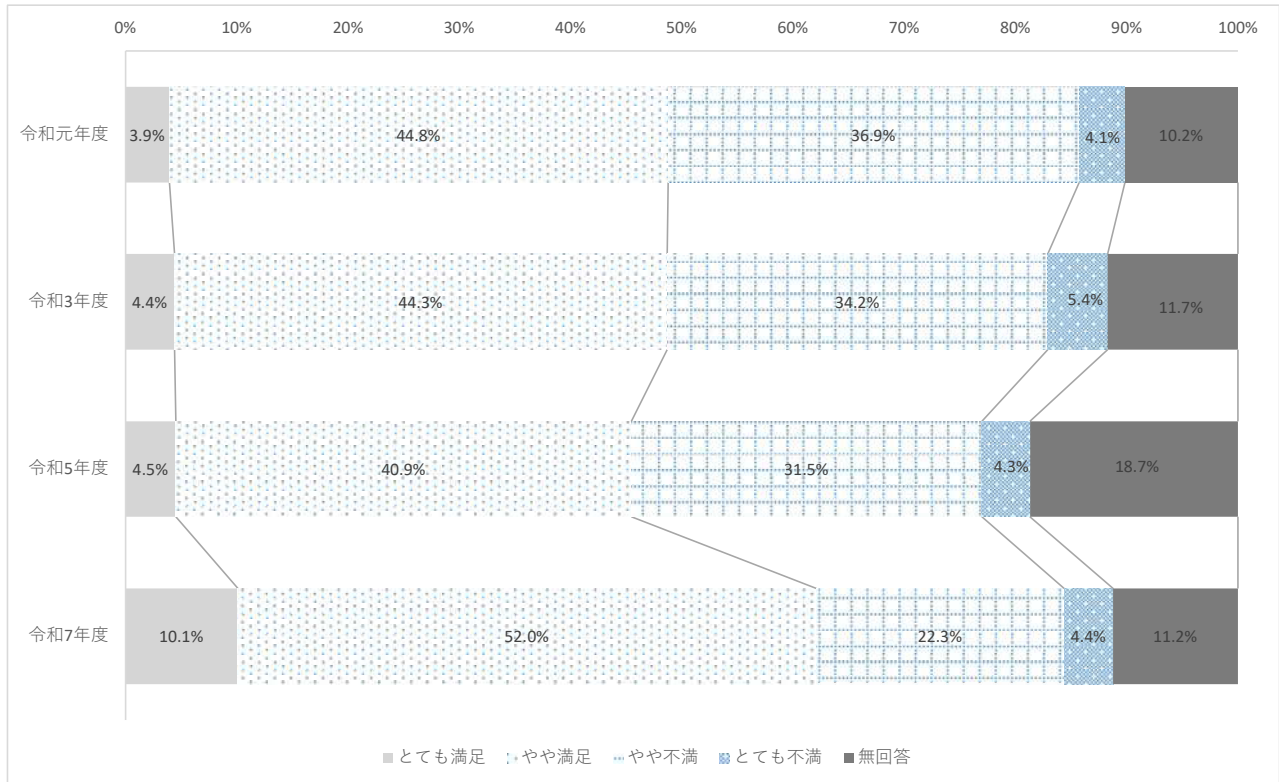 0% 10% 20% 30% 40% 50% 60% 70% 80% 90% 100%
令和元年度 3.9% 44.8% 36.9% 4.1% 10.2%
令和3年度 4.4% 44.3% 34.2% 5.4% 11.7%
令和5年度 4.5% 40.9% 31.5% 4.3% 18.7%
令和7年度 10.1% 52.0% 22.3% 4.4% 11.2%
とても満足 やや満足 やや不満 とても不満 無回答